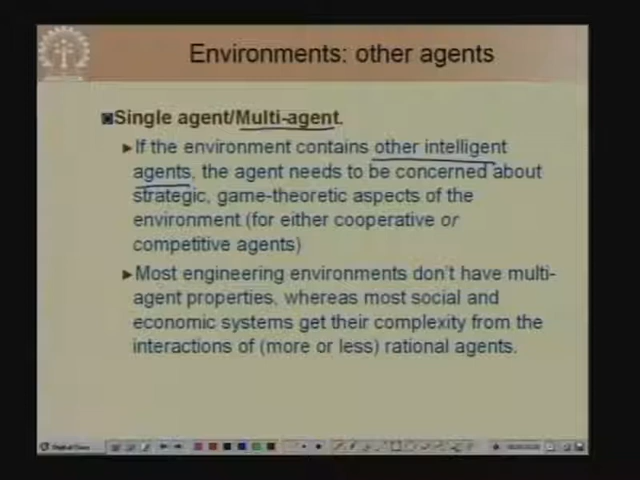 Environments: other agents
Single agent/Multi-agent.
If the environment contains other intelligent
agents, the agent needs to be concerned about
strategic, game-theoretic aspects of the
environment (for either cooperative or
competitive agents)
Most engineering environments don't have multi-
agent properties, whereas most social and
economic systems get their complexity from the
interactions of (more or less) rational agents.